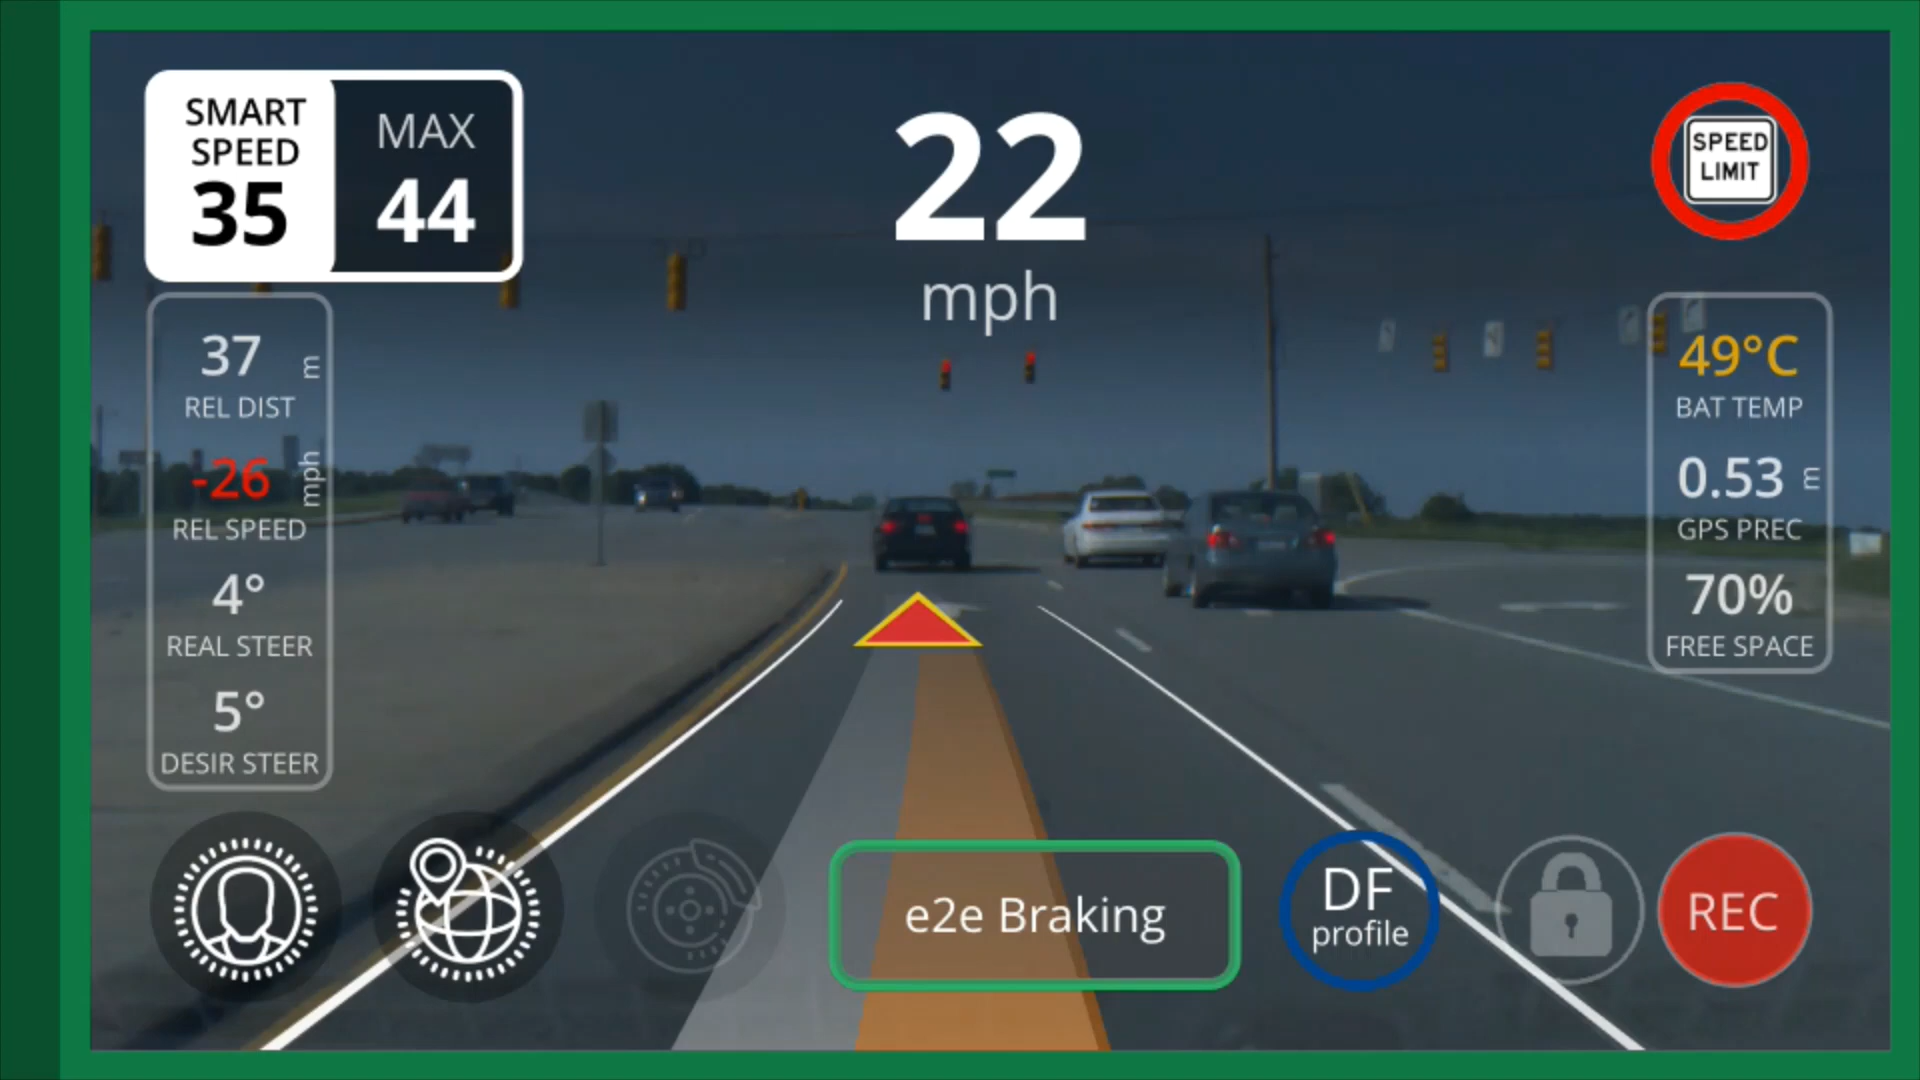 SMART
SPEED
35
MAX
44
22
mph
SPEED
LIMIT
37 m
REL DIST
-26 mph
REL SPEED
4°
REAL STEER
5°
DESIR STEER
49°C
BAT TEMP
0.53 m
GPS PREC
70%
FREE SPACE
e2e Braking
DF
profile
REC